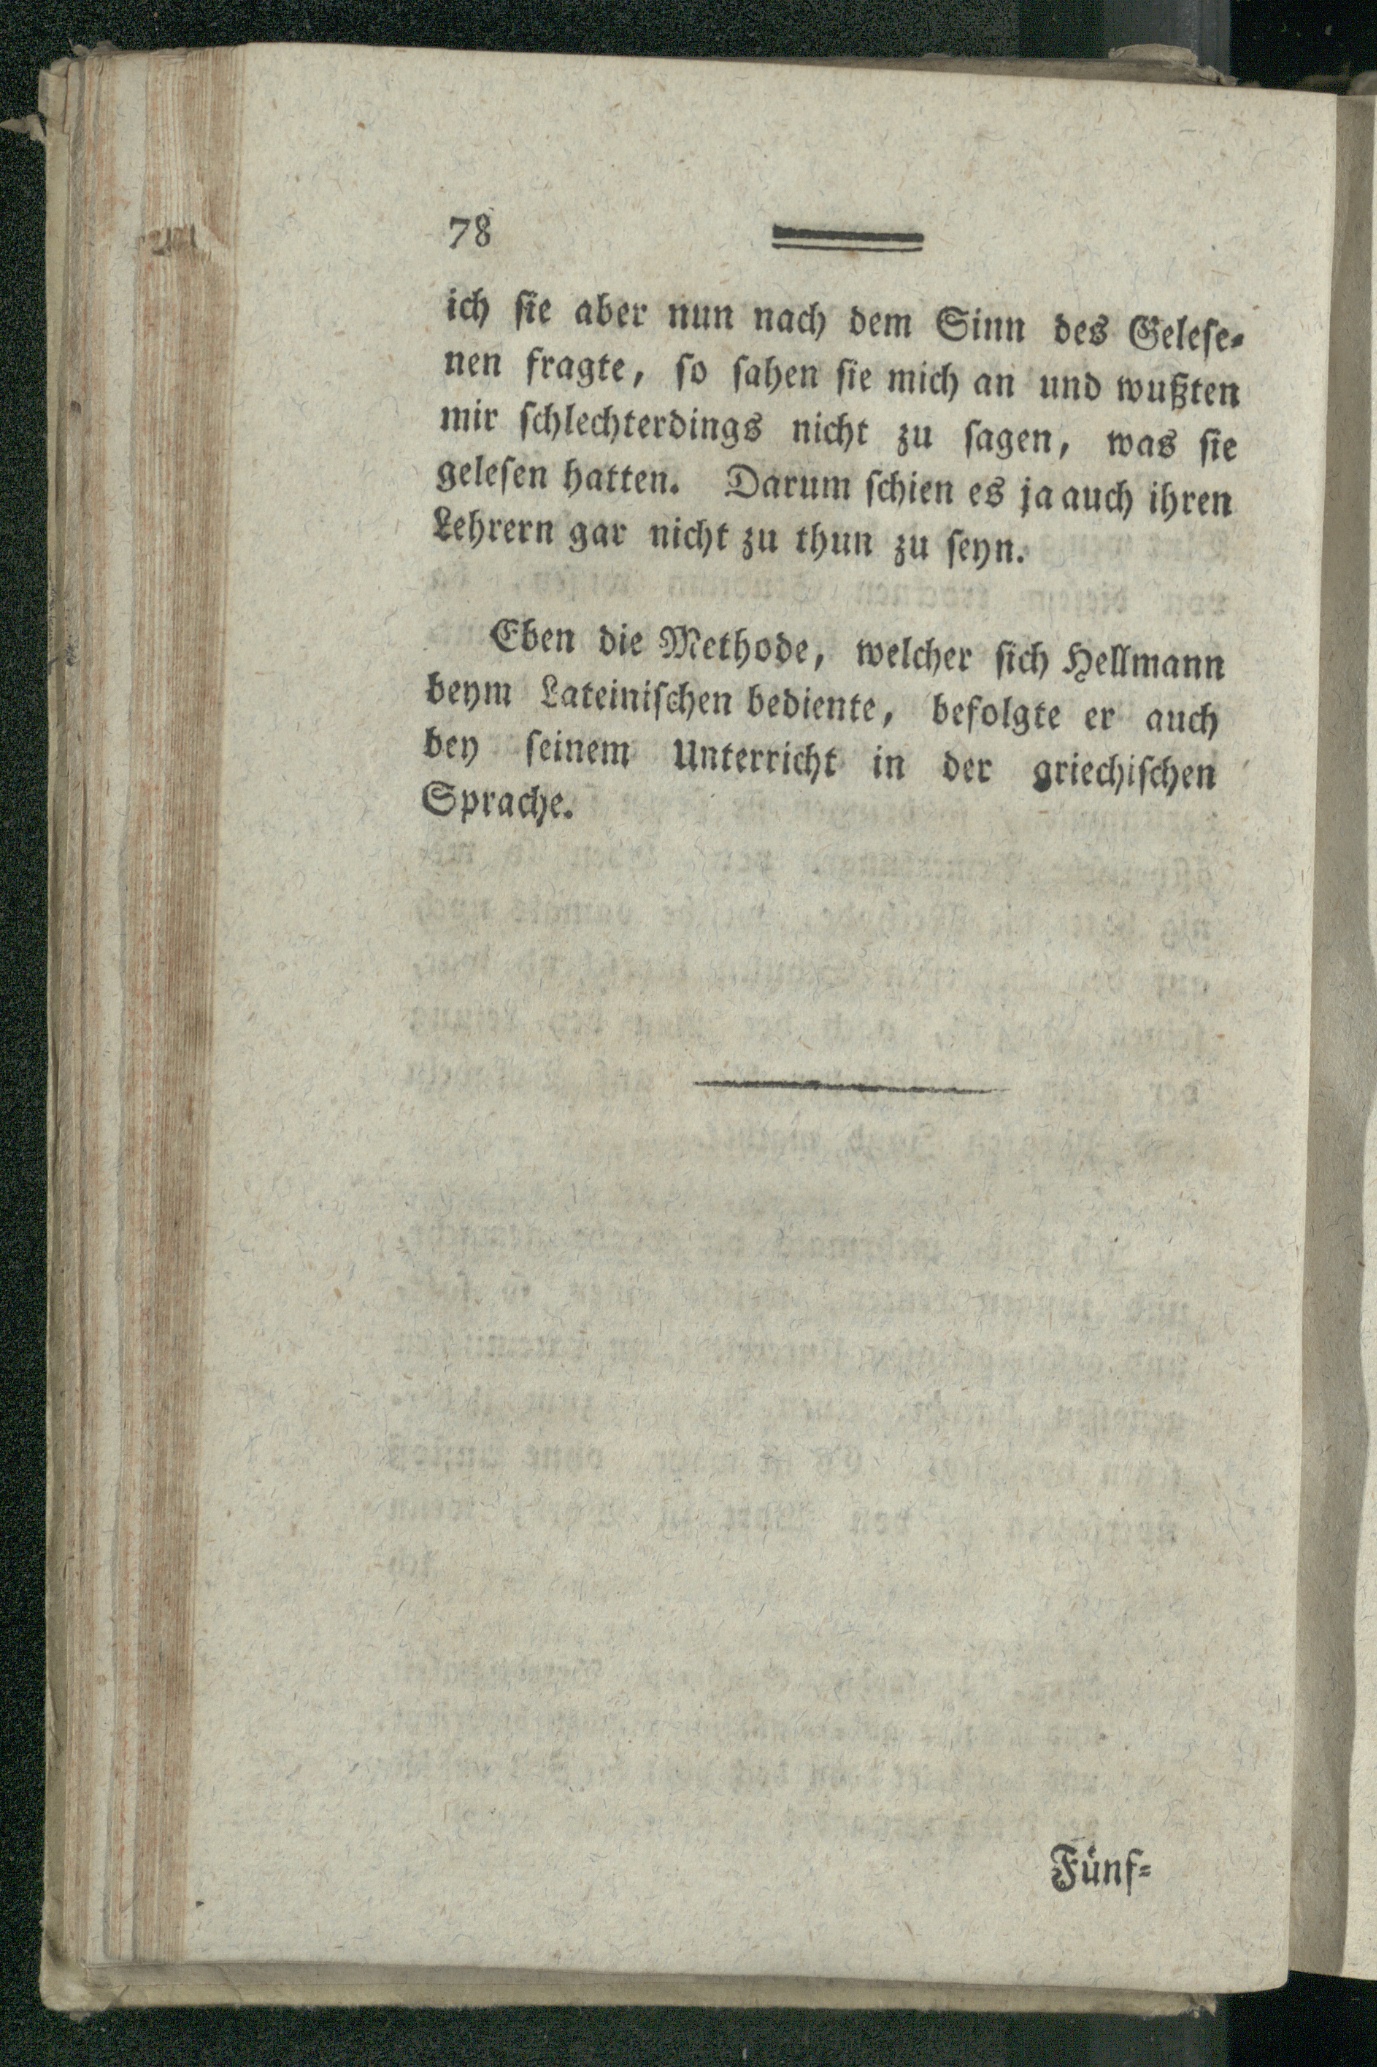 78
ich ſie aber nun nach dem Sinn des Geleſe-
nen fragte, ſo ſahen ſie mich an und wußten
mir ſchlechterdings nicht zu ſagen, was ſie
geleſen hatten. Darum ſchien es ja auch ihren
Lehrern gar nicht zu thun zu ſeyn.
Eben die Methode, welcher ſich Hellmann
beym Lateiniſchen bediente, befolgte er auch
bey ſeinem Unterricht in der griechiſchen
Sprache.
Fünf-